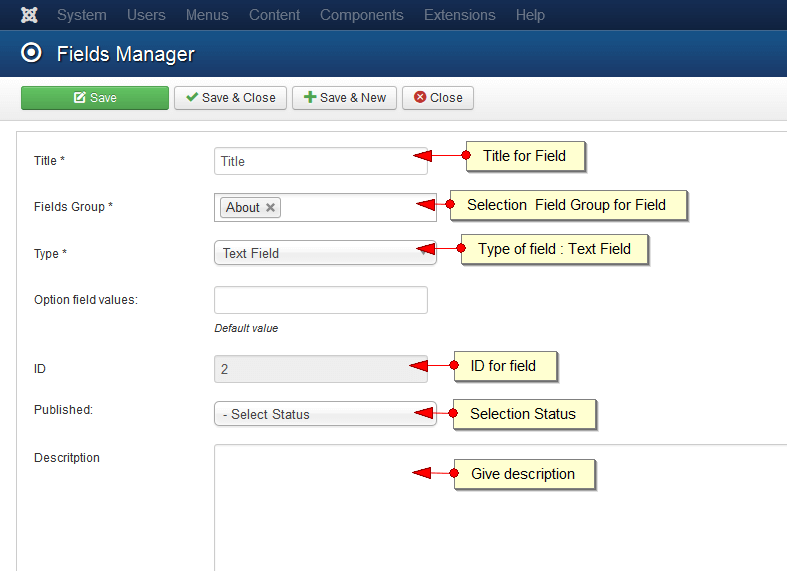 System Users Menus Content Components Extensions Help
Fields Manager
Save Save & Close Save & New Close
Title * Title Title for Field
Fields Group * About Selection Field Group for Field
Type * Text Field Type of field : Text Field
Option field values:
Default value
ID 2 ID for field
Published: - Select Status Selection Status
Descritption Give description